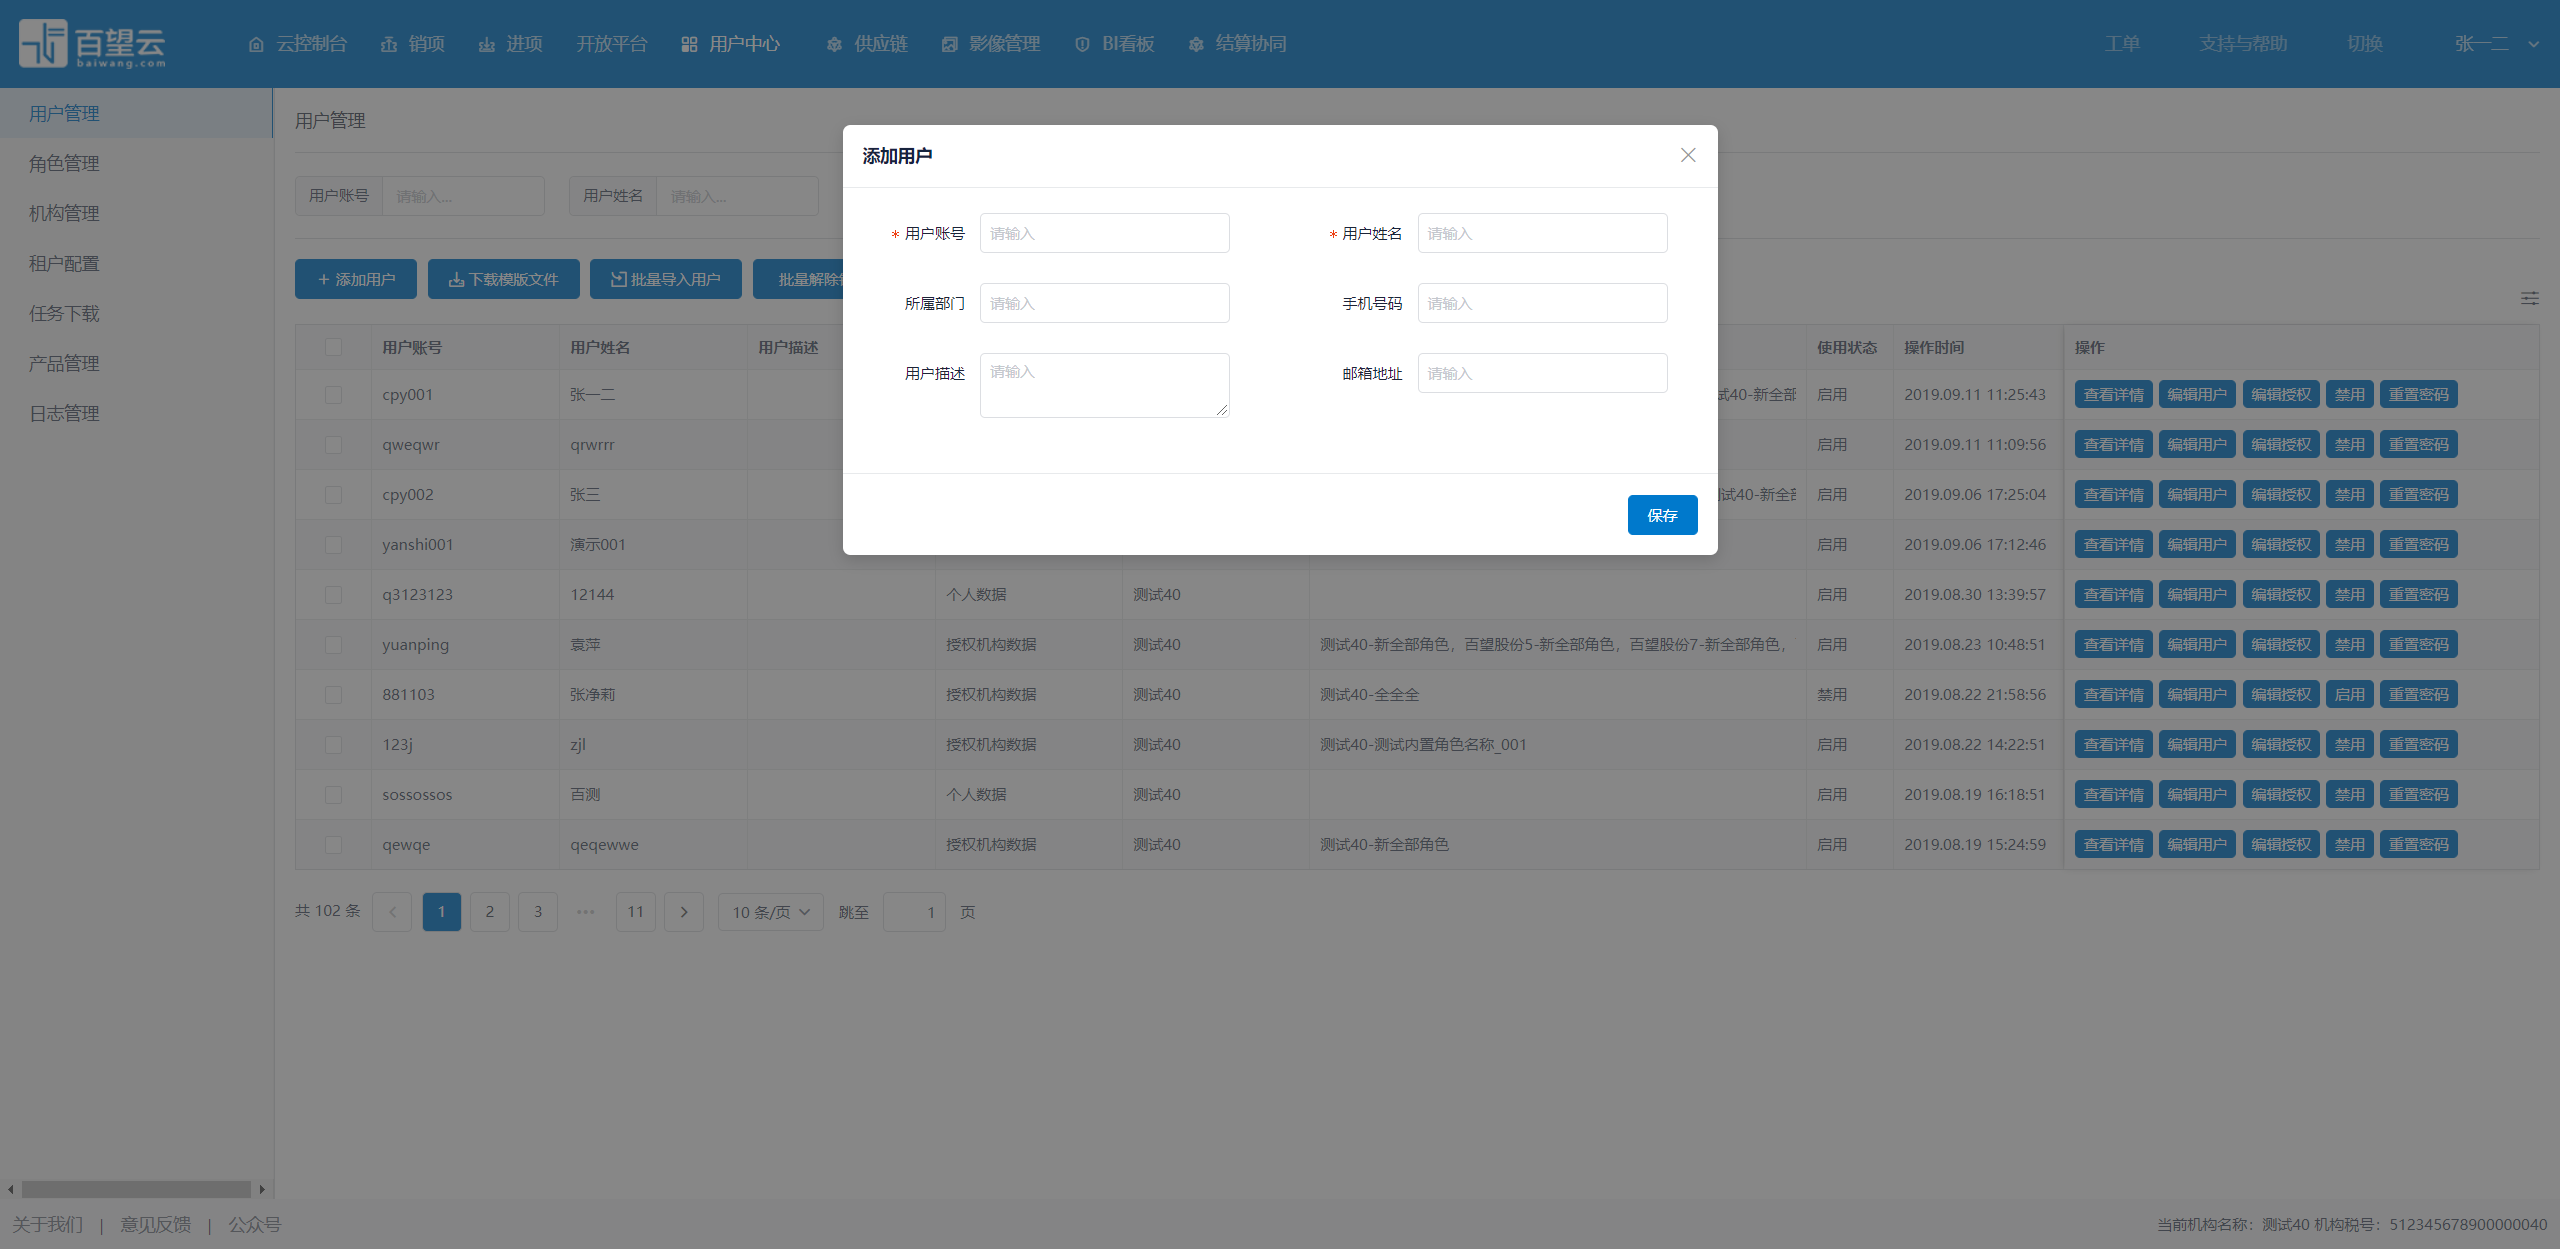 百望云 baiwang.com 云控制台 销项 进项 开放平台 用户中心 供应链 影像管理 BI看板 结算协同 工单 支持与帮助 切换 张一二
用户管理
角色管理
机构管理
租户配置
任务下载
产品管理
日志管理
用户管理
用户账号 请输入... 用户姓名 请输入...
添加用户 下载模版文件 批量导入用户 批量解除
用户账号 用户姓名 用户描述 使用状态 操作时间 操作
cpy001 张一二 试40-新全部 启用 2019.09.11 11:25:43 查看详情 编辑用户 编辑授权 禁用 重置密码
qweqwr qrwrrr 启用 2019.09.11 11:09:56 查看详情 编辑用户 编辑授权 禁用 重置密码
cpy002 张三 试40-新全 启用 2019.09.06 17:25:04 查看详情 编辑用户 编辑授权 禁用 重置密码
yanshi001 演示001 启用 2019.09.06 17:12:46 查看详情 编辑用户 编辑授权 禁用 重置密码
q3123123 12144 个人数据 测试40 启用 2019.08.30 13:39:57 查看详情 编辑用户 编辑授权 禁用 重置密码
yuanping 袁萍 授权机构数据 测试40 测试40-新全部角色，百望股份5-新全部角色，百望股份7-新全部角色， 启用 2019.08.23 10:48:51 查看详情 编辑用户 编辑授权 禁用 重置密码
881103 张净莉 授权机构数据 测试40 测试40-全全全 禁用 2019.08.22 21:58:56 查看详情 编辑用户 编辑授权 启用 重置密码
123j zjl 授权机构数据 测试40 测试40-测试内置角色名称_001 启用 2019.08.22 14:22:51 查看详情 编辑用户 编辑授权 禁用 重置密码
sossossos 百测 个人数据 测试40 启用 2019.08.19 16:18:51 查看详情 编辑用户 编辑授权 禁用 重置密码
qewqe qeqewwe 授权机构数据 测试40 测试40-新全部角色 启用 2019.08.19 15:24:59 查看详情 编辑用户 编辑授权 禁用 重置密码
共 102 条 1 2 3 ••• 11 10 条/页 跳至 1 页
添加用户
* 用户账号 请输入 * 用户姓名 请输入
所属部门 请输入 手机号码 请输入
用户描述 请输入 邮箱地址 请输入
保存
关于我们 | 意见反馈 | 公众号 当前机构名称：测试40 机构税号：512345678900000040